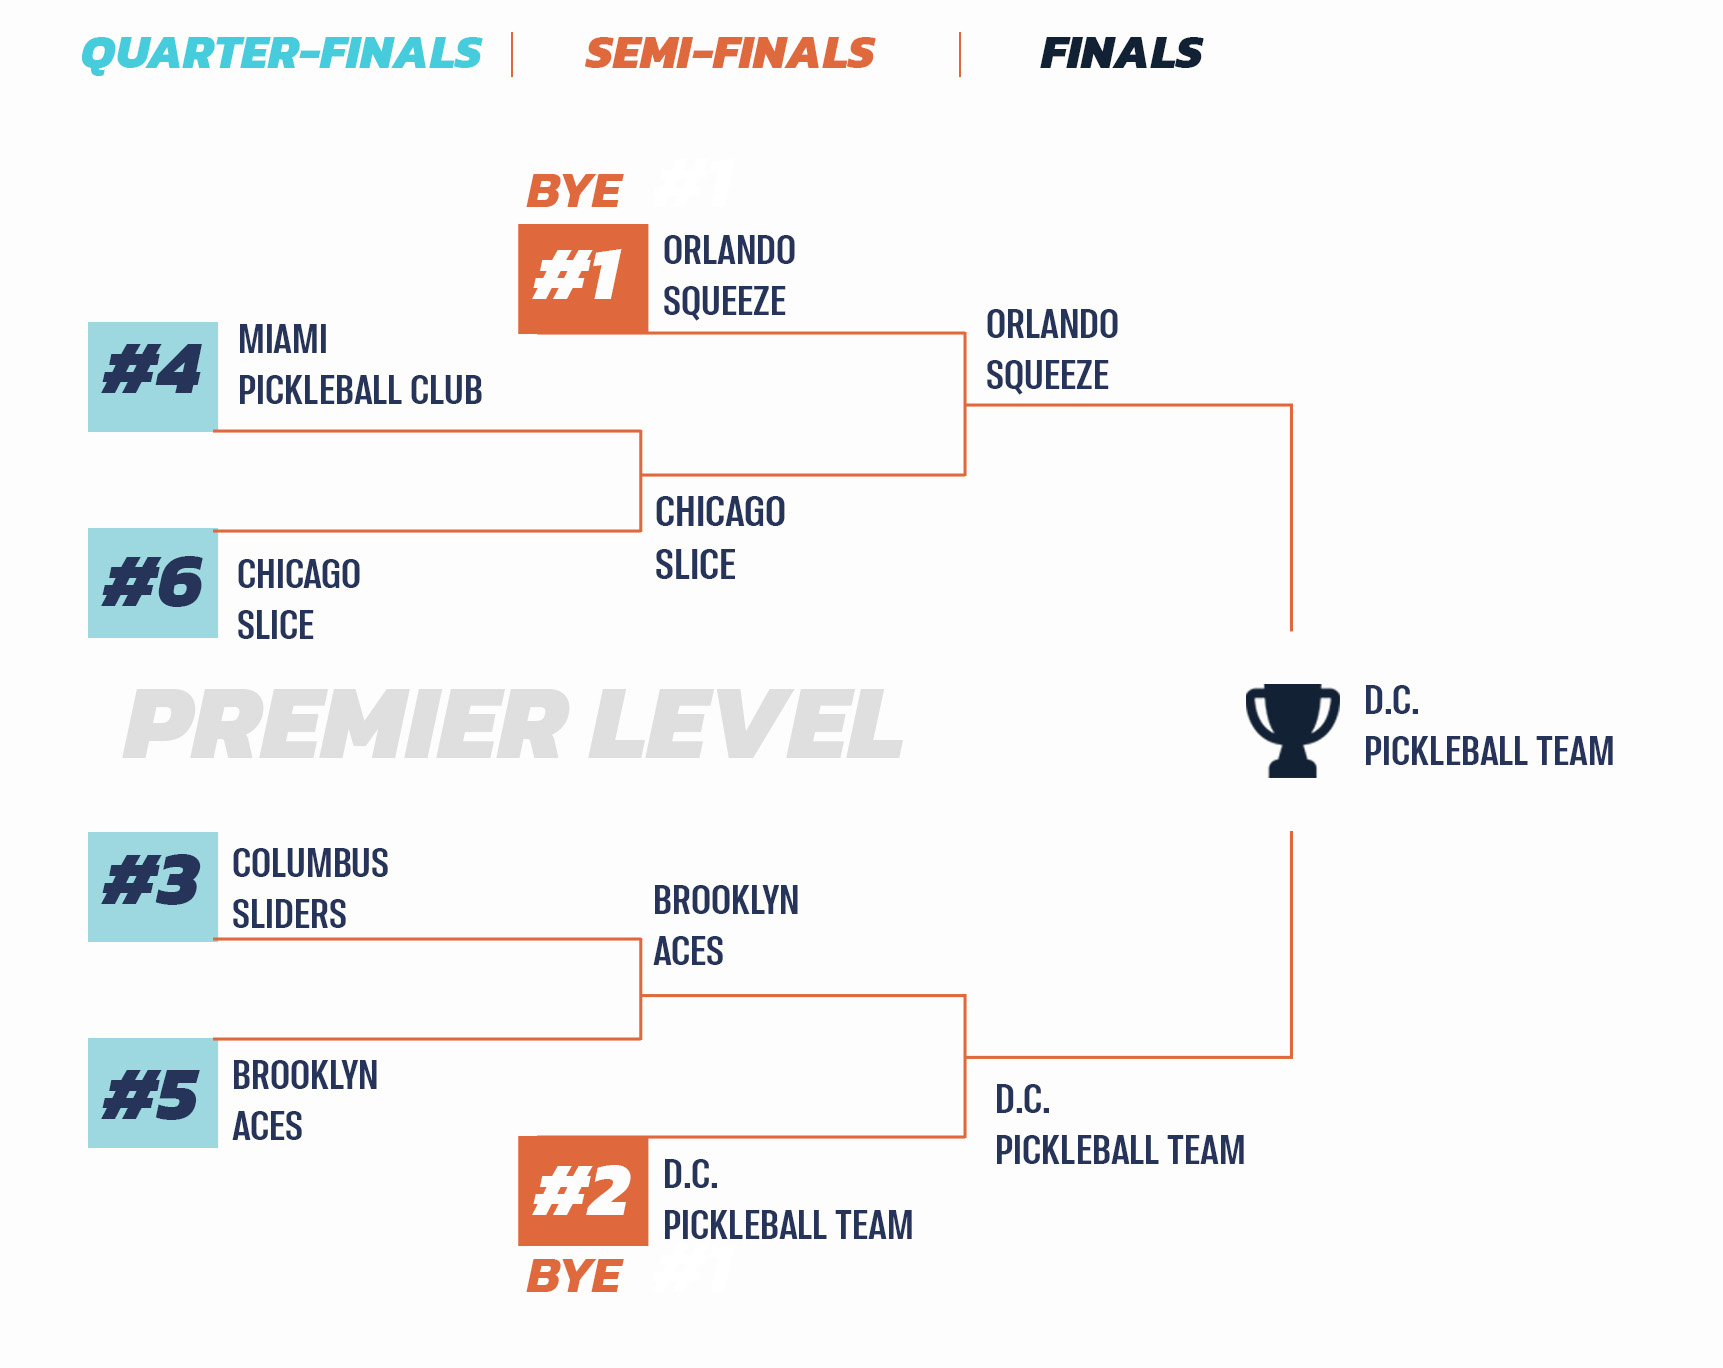 QUARTER-FINALS
SEMI-FINALS
FINALS
BYE
#1
#1
ORLANDO
SQUEEZE
#4
MIAMI
PICKLEBALL CLUB
ORLANDO
SQUEEZE
CHICAGO
SLICE
#6
CHICAGO
SLICE
PREMIER LEVEL
D.C.
PICKLEBALL TEAM
#3
COLUMBUS
SLIDERS
BROOKLYN
ACES
#5
BROOKLYN
ACES
D.C.
PICKLEBALL TEAM
#2
D.C.
PICKLEBALL TEAM
BYE
#1